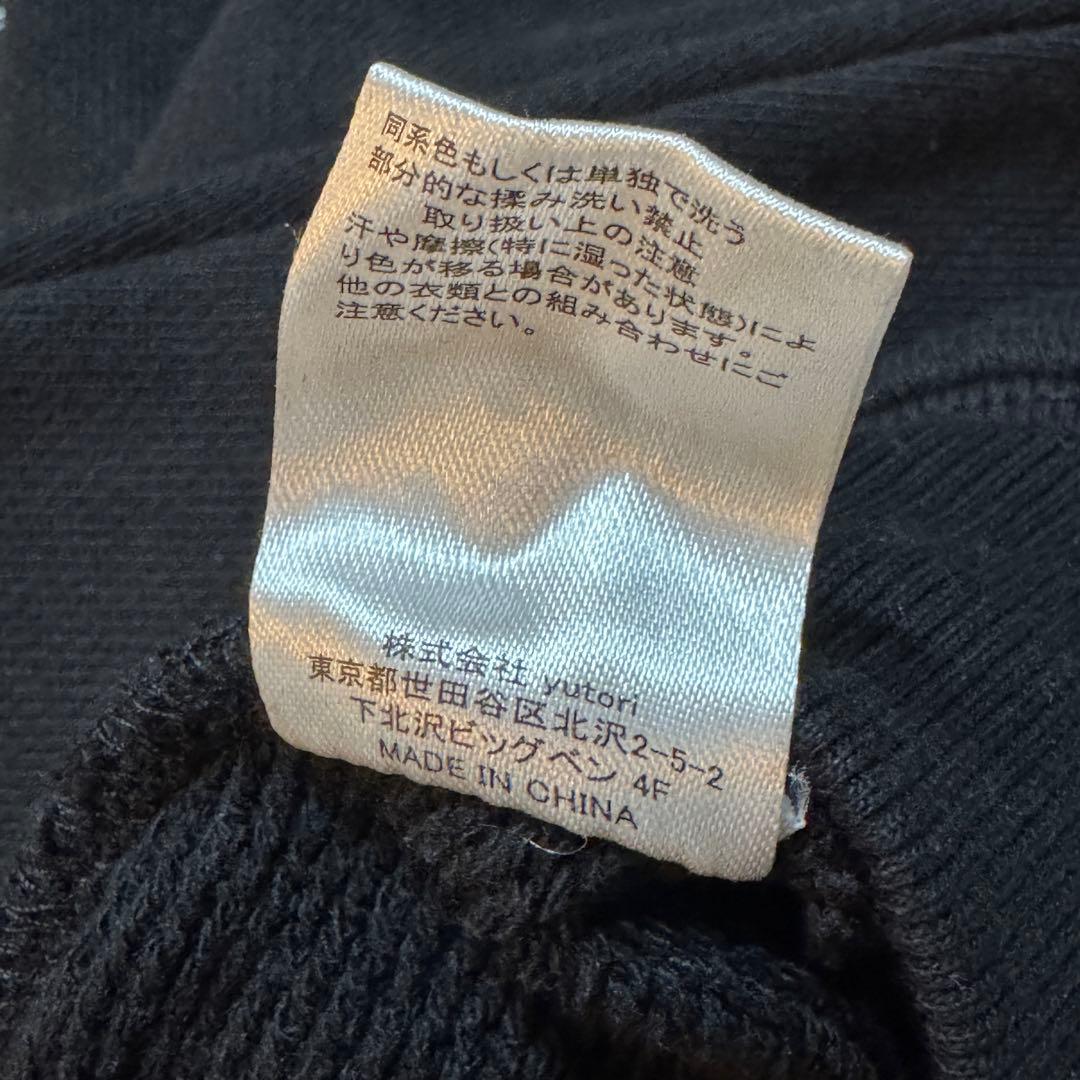 同系色もしくは単独で洗う
部分的な揉み洗い禁止
取り扱い上の注意
汗や摩擦(特に湿った状態)によ
り色が移る場合があります。
他の衣類との組み合わせにご
注意ください。
株式会社 yutori
東京都世田谷区北沢2-5-2
下北沢ビッグベン 4F
MADE IN CHINA